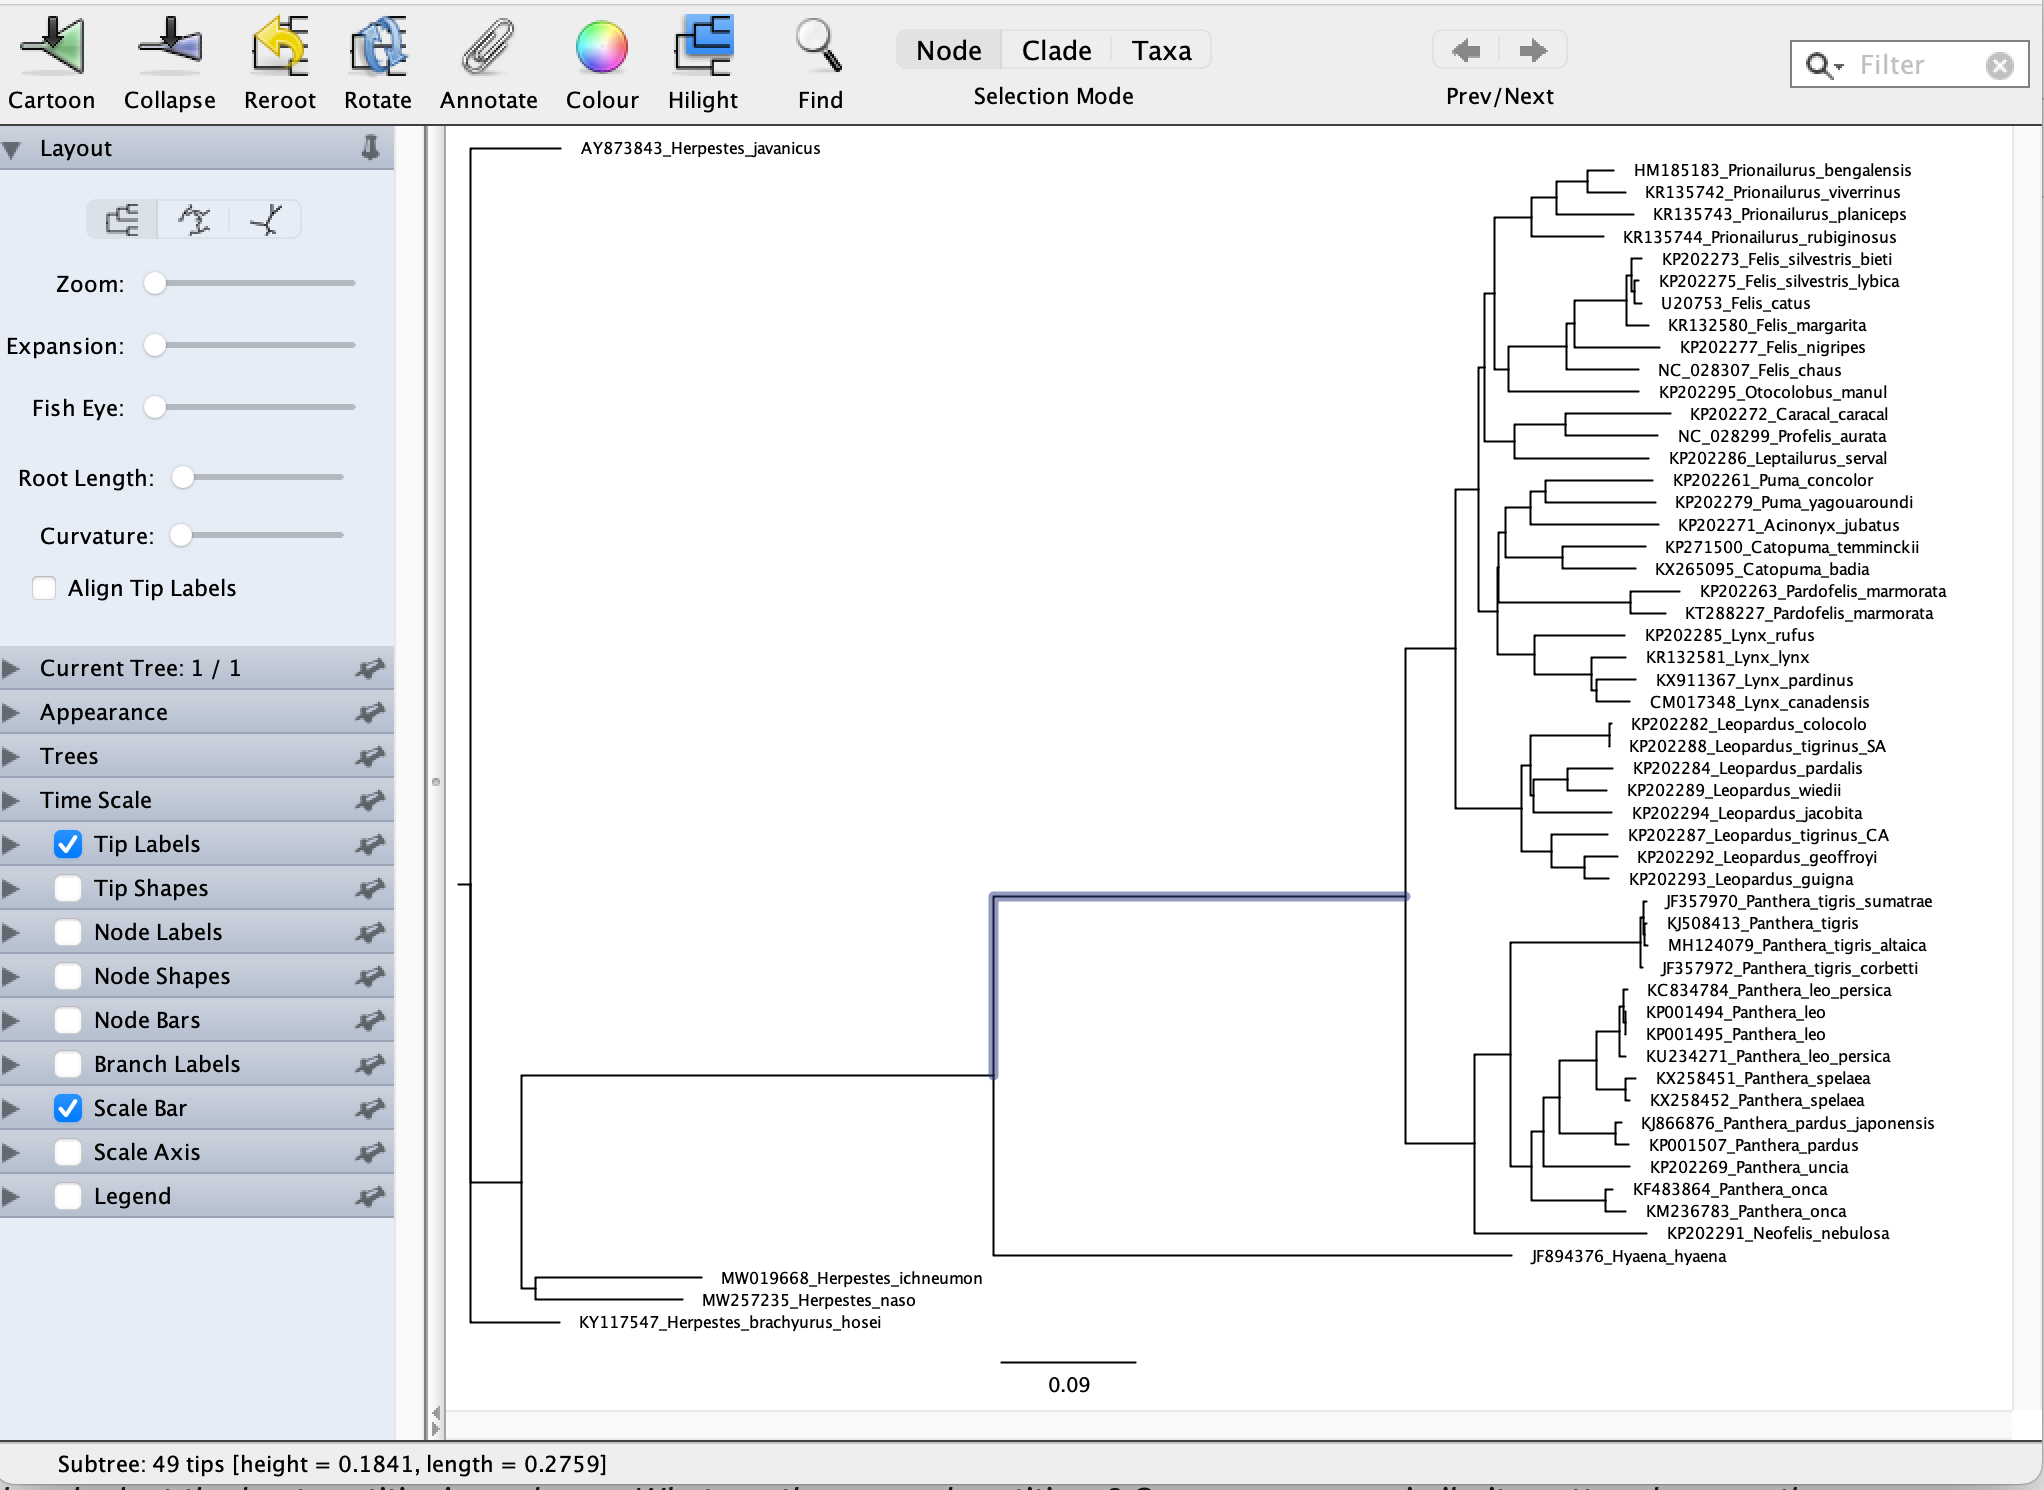 Cartoon Collapse Reroot Rotate Annotate Colour Hilight Find
Node Clade Taxa
Selection Mode
Prev/Next
Filter
Layout
Zoom:
Expansion:
Fish Eye:
Root Length:
Curvature:
Align Tip Labels
Current Tree: 1 / 1
Appearance
Trees
Time Scale
Tip Labels
Tip Shapes
Node Labels
Node Shapes
Node Bars
Branch Labels
Scale Bar
Scale Axis
Legend
AY873843_Herpestes_javanicus
HM185183_Prionailurus_bengalensis
KR135742_Prionailurus_viverrinus
KR135743_Prionailurus_planiceps
KR135744_Prionailurus_rubiginosus
KP202273_Felis_silvestris_bieti
KP202275_Felis_silvestris_lybica
U20753_Felis_catus
KR132580_Felis_margarita
KP202277_Felis_nigripes
NC_028307_Felis_chaus
KP202295_Otocolobus_manul
KP202272_Caracal_caracal
NC_028299_Profelis_aurata
KP202286_Leptailurus_serval
KP202261_Puma_concolor
KP202279_Puma_yagouaroundi
KP202271_Acinonyx_jubatus
KP271500_Catopuma_temminckii
KX265095_Catopuma_badia
KP202263_Pardofelis_marmorata
KT288227_Pardofelis_marmorata
KP202285_Lynx_rufus
KR132581_Lynx_lynx
KX911367_Lynx_pardinus
CM017348_Lynx_canadensis
KP202282_Leopardus_colocolo
KP202288_Leopardus_tigrinus_SA
KP202284_Leopardus_pardalis
KP202289_Leopardus_wiedii
KP202294_Leopardus_jacobita
KP202287_Leopardus_tigrinus_CA
KP202292_Leopardus_geoffroyi
KP202293_Leopardus_guigna
JF357970_Panthera_tigris_sumatrae
KJ508413_Panthera_tigris
MH124079_Panthera_tigris_altaica
JF357972_Panthera_tigris_corbetti
KC834784_Panthera_leo_persica
KP001494_Panthera_leo
KP001495_Panthera_leo
KU234271_Panthera_leo_persica
KX258451_Panthera_spelaea
KX258452_Panthera_spelaea
KJ866876_Panthera_pardus_japonensis
KP001507_Panthera_pardus
KP202269_Panthera_uncia
KF483864_Panthera_onca
KM236783_Panthera_onca
KP202291_Neofelis_nebulosa
JF894376_Hyaena_hyaena
MW019668_Herpestes_ichneumon
MW257235_Herpestes_naso
KY117547_Herpestes_brachyurus_hosei
0.09
Subtree: 49 tips [height = 0.1841, length = 0.2759]